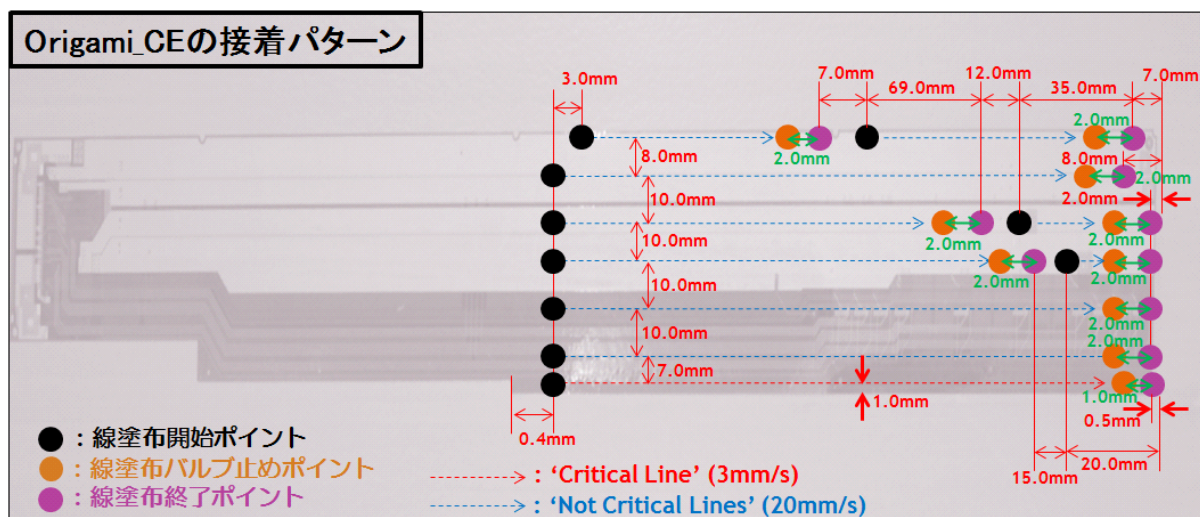 Origami_CEの接着パターン
3.0mm
7.0mm
69.0mm
12.0mm
35.0mm
7.0mm
2.0mm
2.0mm
8.0mm
8.0mm
2.0mm
10.0mm
2.0mm
10.0mm
2.0mm
2.0mm
10.0mm
2.0mm
2.0mm
10.0mm
2.0mm
2.0mm
7.0mm
1.0mm
1.0mm
0.4mm
0.5mm
15.0mm
20.0mm
：線塗布開始ポイント
：線塗布バルブ止めポイント
：線塗布終了ポイント
: ‘Critical Line’ (3mm/s)
: ‘Not Critical Lines’ (20mm/s)